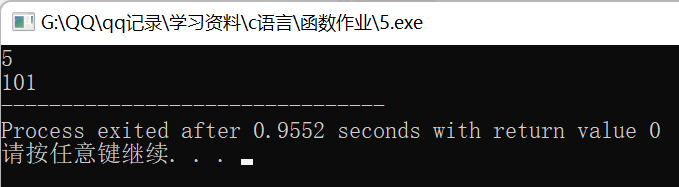 G:\QQ\qq记录\学习资料\c语言\函数作业\5.exe
5
101
--------------------------------
Process exited after 0.9552 seconds with return value 0
请按任意键继续. . .